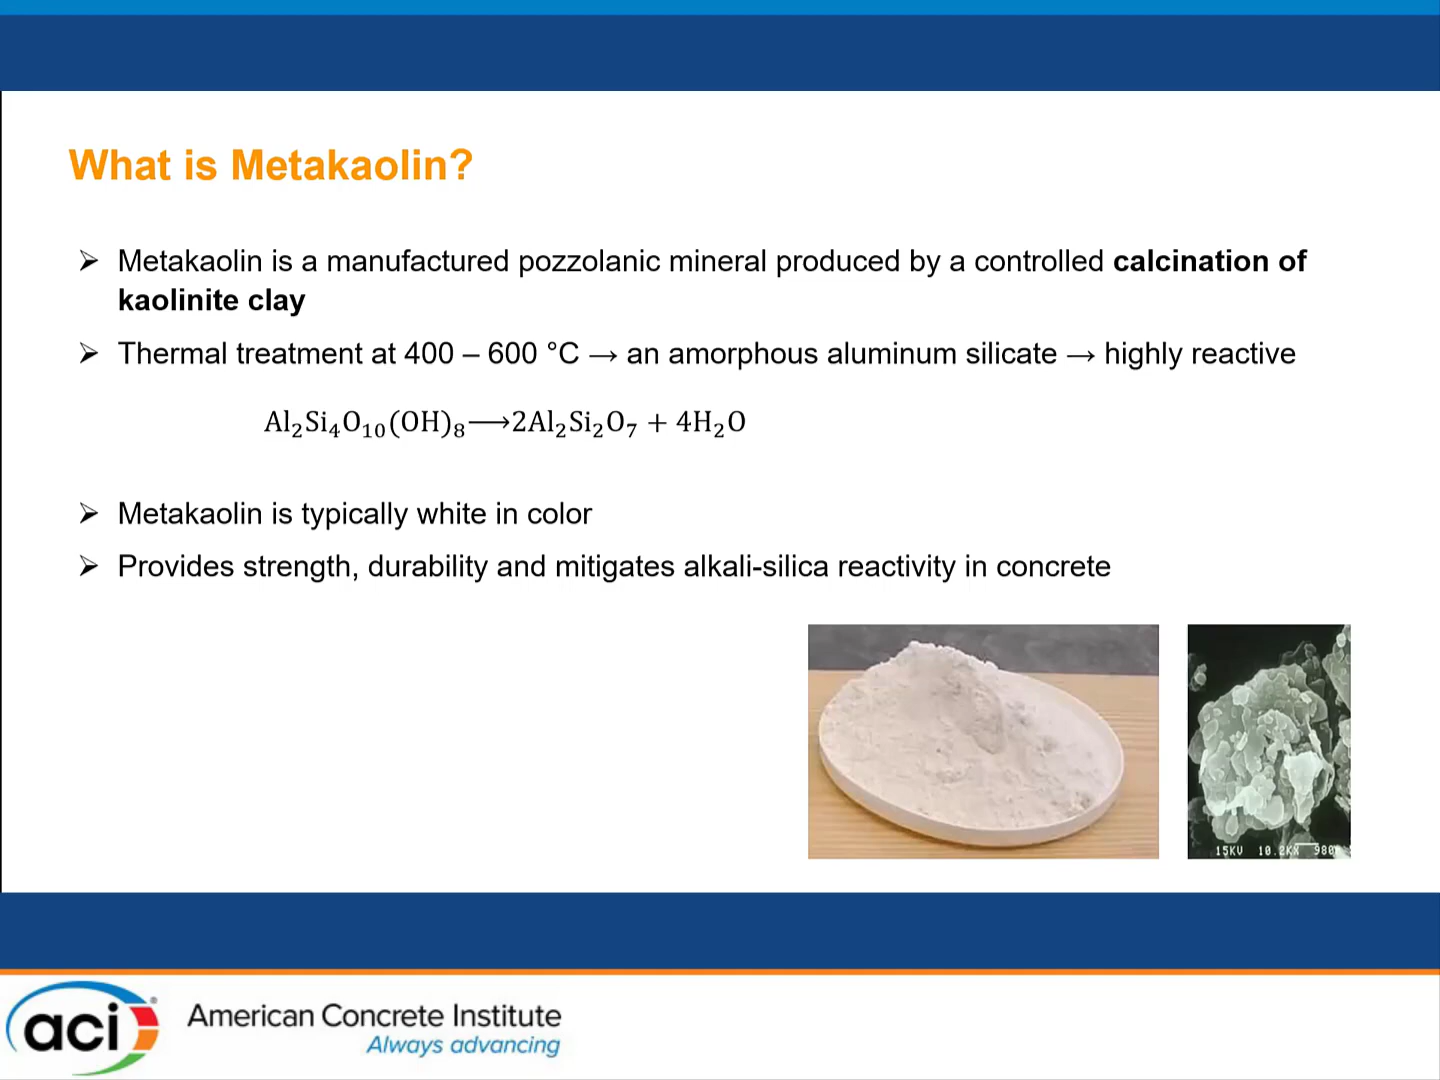 What is Metakaolin?
➢ Metakaolin is a manufactured pozzolanic mineral produced by a controlled calcination of
kaolinite clay
➢ Thermal treatment at 400 – 600 °C → an amorphous aluminum silicate → highly reactive
Al₂Si₄O₁₀(OH)₈⟶2Al₂Si₂O₇ + 4H₂O
➢ Metakaolin is typically white in color
➢ Provides strength, durability and mitigates alkali-silica reactivity in concrete
15KV 10.2KX
aci®
American Concrete Institute
Always advancing